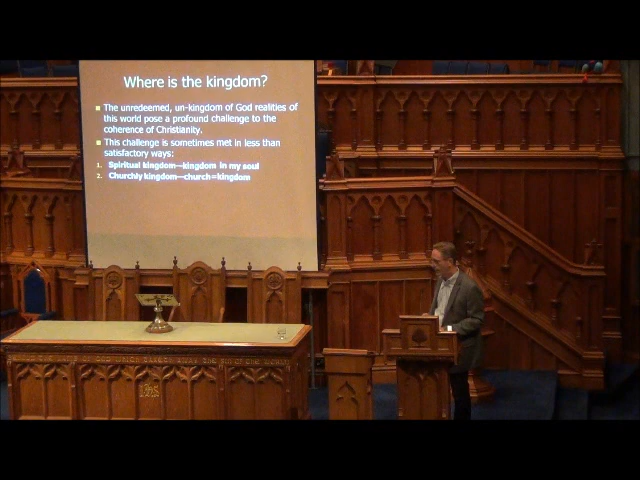 Where is the kingdom?
The unredeemed, un-kingdom of God realities of
this world pose a profound challenge to the
coherence of Christianity.
This challenge is sometimes met in less than
satisfactory ways:
1. Spiritual kingdom—kingdom in my soul
2. Churchly kingdom—church=kingdom
IHS